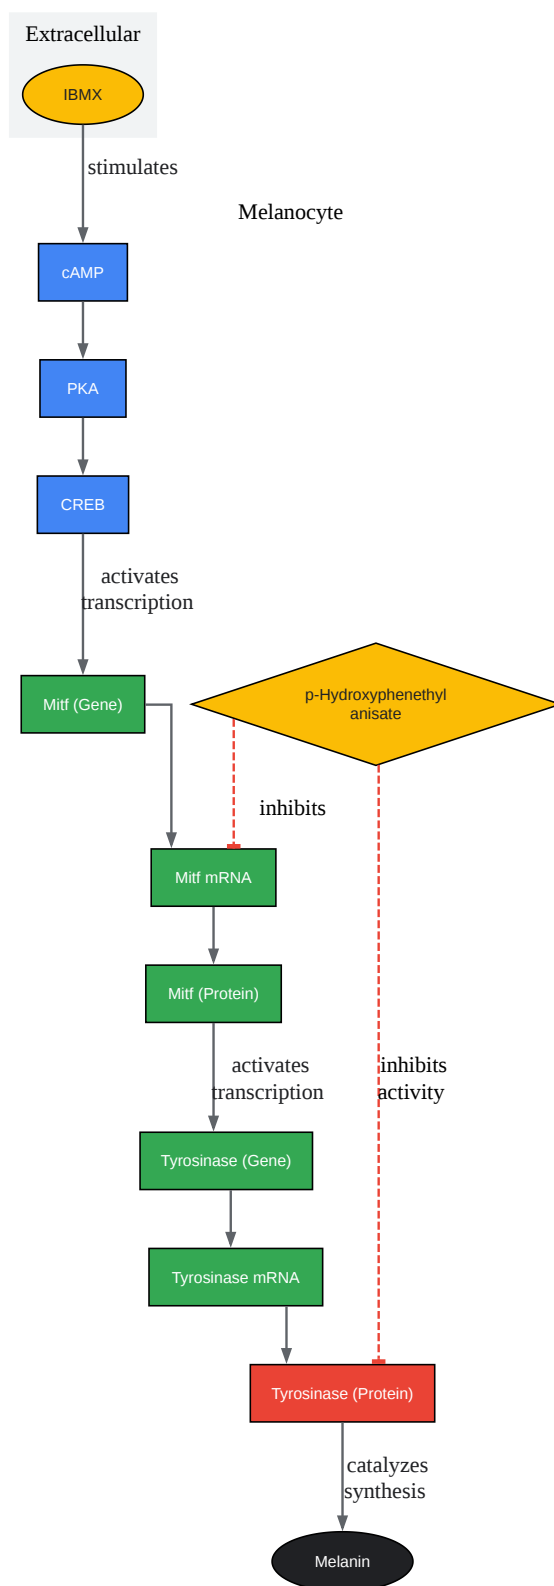 Extracellular
IBMX
stimulates
Melanocyte
cAMP
PKA
CREB
activates
transcription
Mitf (Gene)
p-Hydroxyphenethyl
anisate
inhibits
Mitf mRNA
Mitf (Protein)
activates
transcription
inhibits
activity
Tyrosinase (Gene)
Tyrosinase mRNA
Tyrosinase (Protein)
catalyzes
synthesis
Melanin